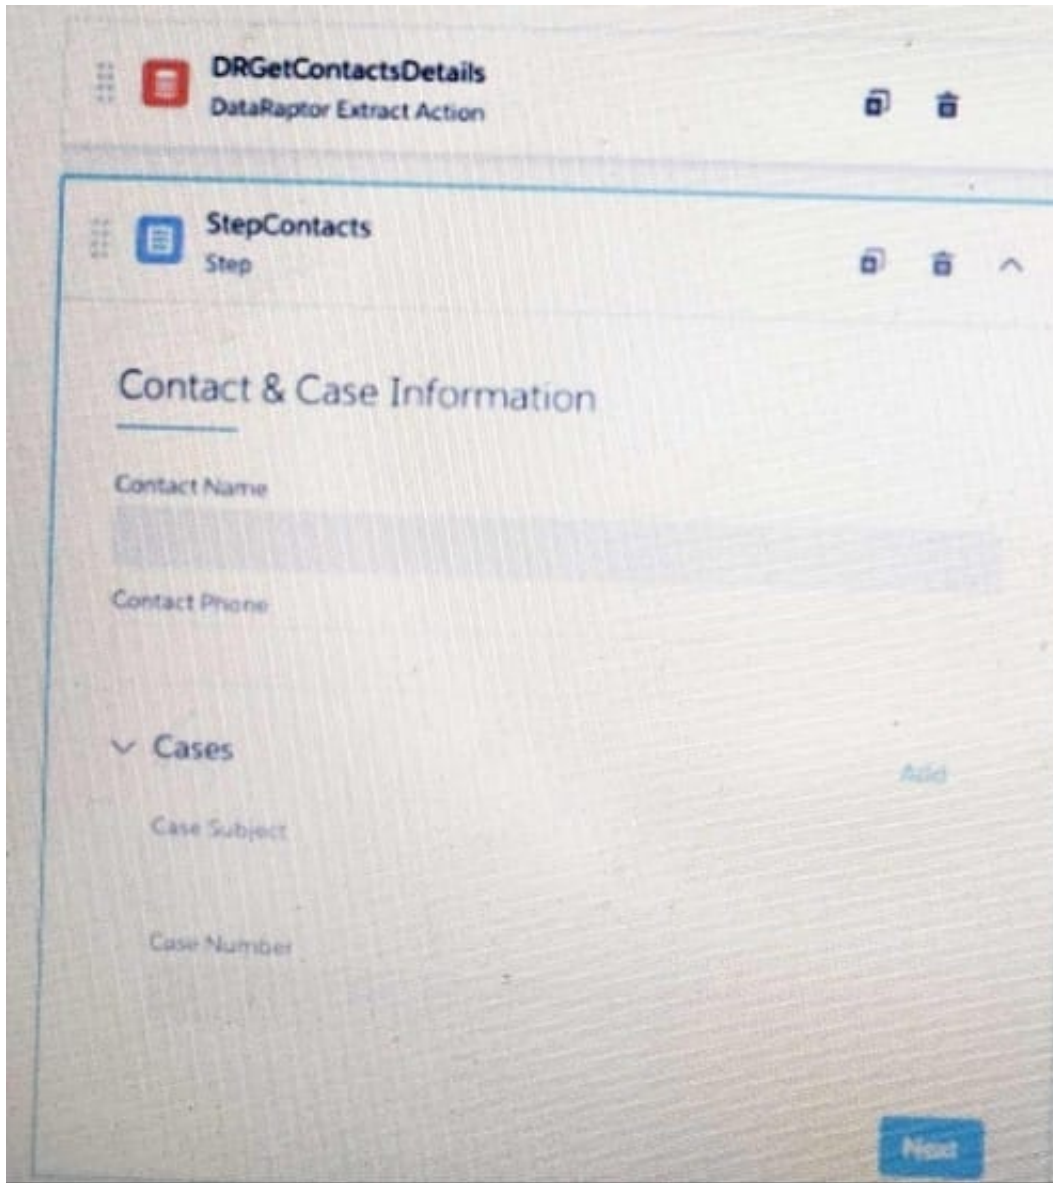 DRGetContactsDetails
DataRaptor Extract Action
StepContacts
Step
Contact & Case Information
Contact Name
Contact Phone
Cases
Add
Case Subject
Case Number
Next